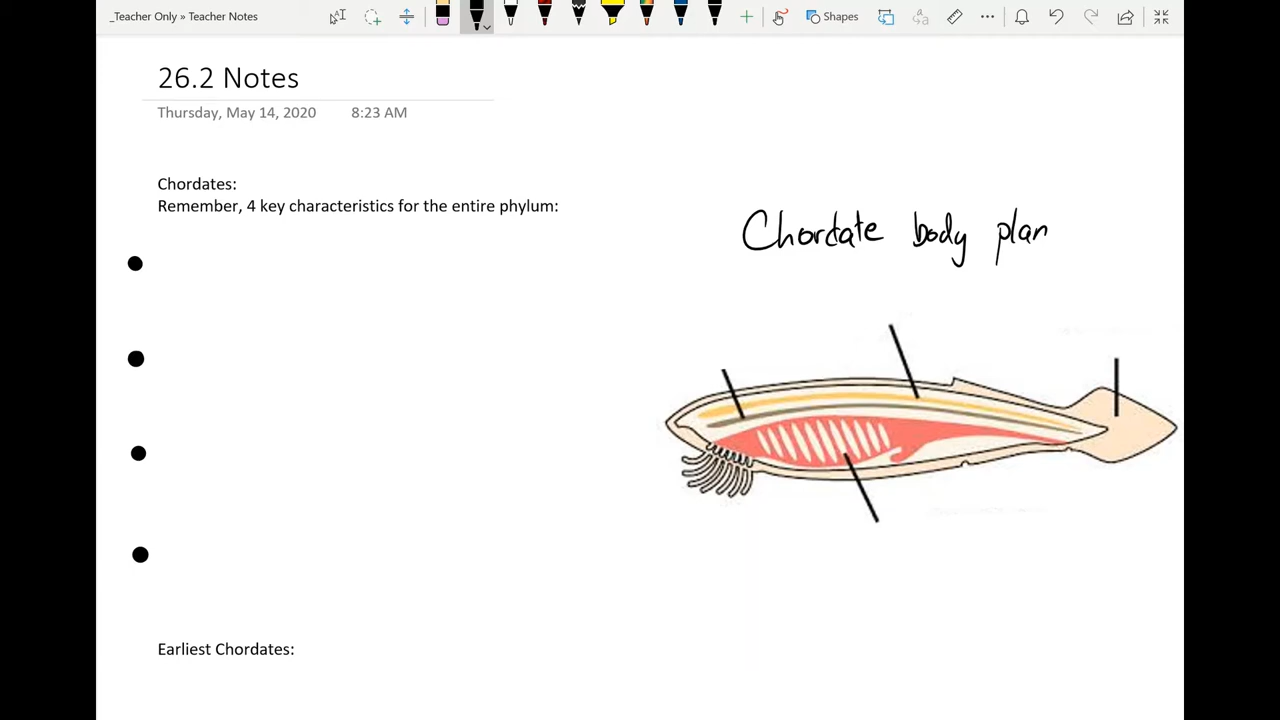 _Teacher Only » Teacher Notes
Shapes
26.2 Notes
Thursday, May 14, 2020 8:23 AM
Chordates:
Remember, 4 key characteristics for the entire phylum:
Chordate body plan
Earliest Chordates: